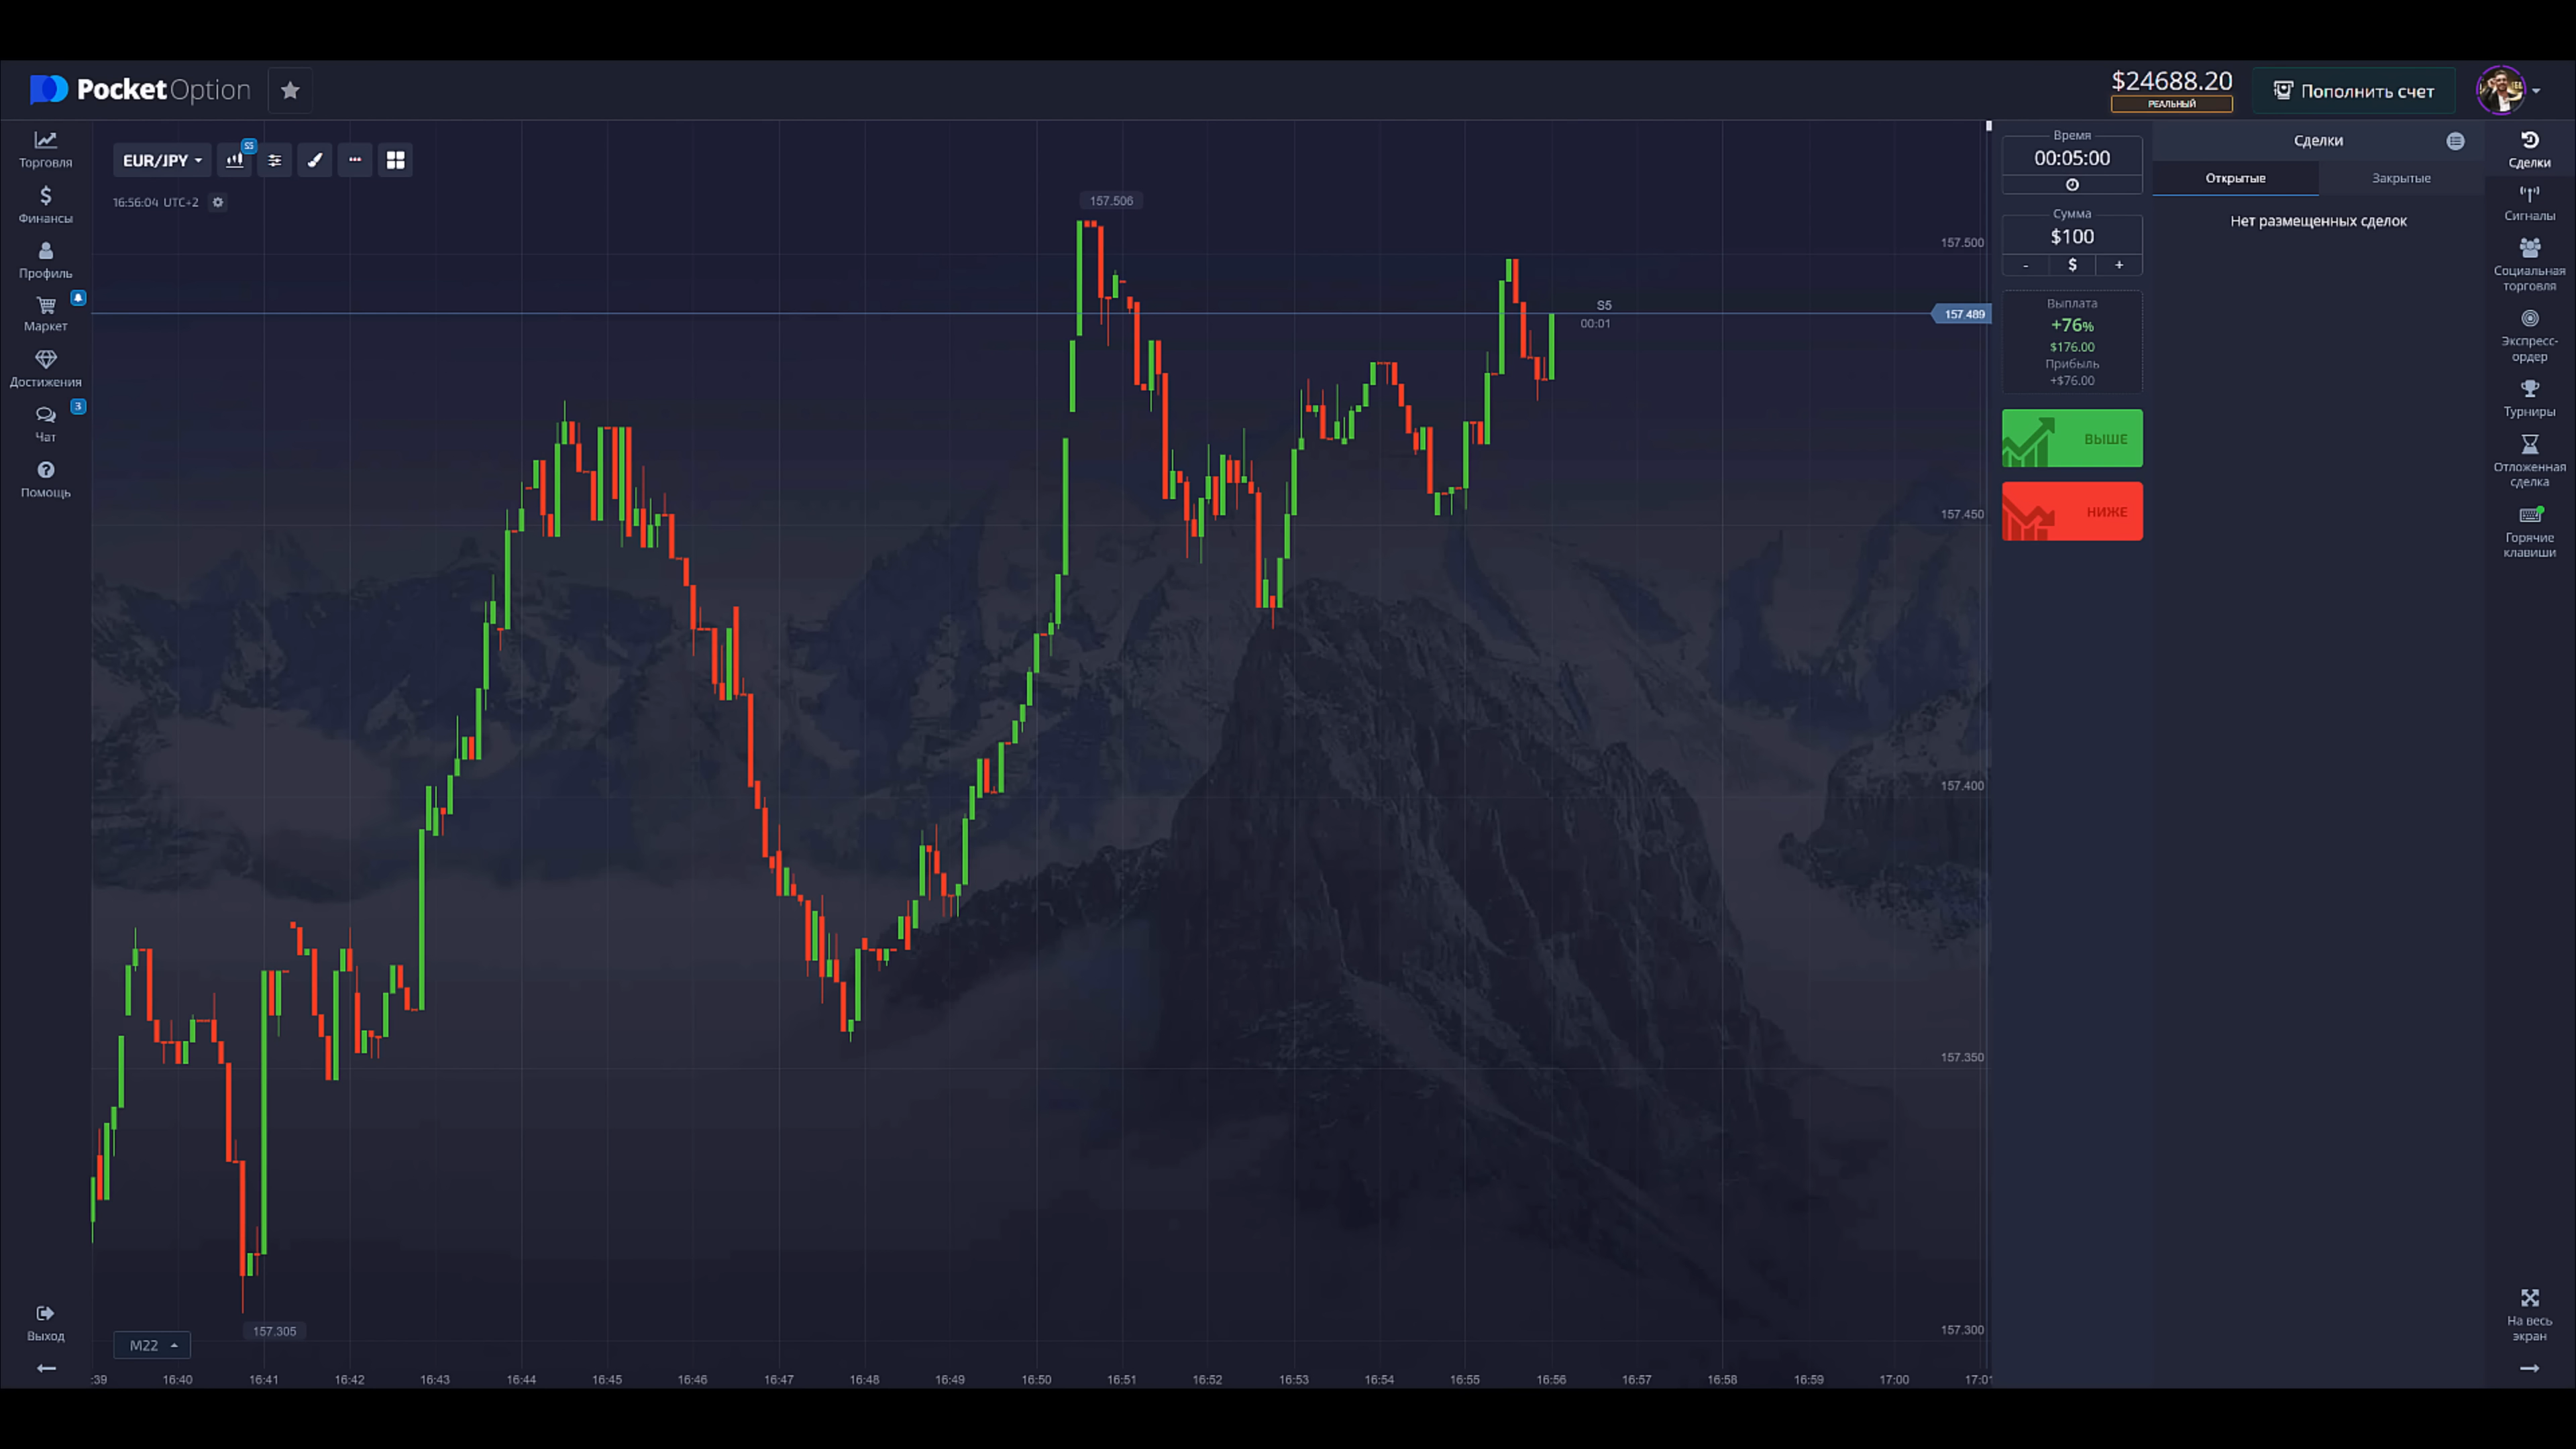 PocketOption
$24688.20
РЕАЛЬНЫЙ
Пополнить счет
Торговля
Финансы
Профиль
Маркет
Достижения
3
Чат
Помощь
Выход
EUR/JPY
S5
16:56:04 UTC+2
157.506
157.500
S5
00:01
157.489
157.450
157.400
157.350
157.305
157.300
M22
:39
16:40
16:41
16:42
16:43
16:44
16:45
16:46
16:47
16:48
16:49
16:50
16:51
16:52
16:53
16:54
16:55
16:56
16:57
16:58
16:59
17:00
17:01
Время
00:05:00
Сумма
$100
- $ +
Выплата
+76%
$176.00
Прибыль
+$76.00
ВЫШЕ
НИЖЕ
Сделки
Открытые
Закрытые
Нет размещенных сделок
Сделки
Сигналы
Социальная
торговля
Экспресс-
ордер
Турниры
Отложенная
сделка
Горячие
клавиши
На весь
экран